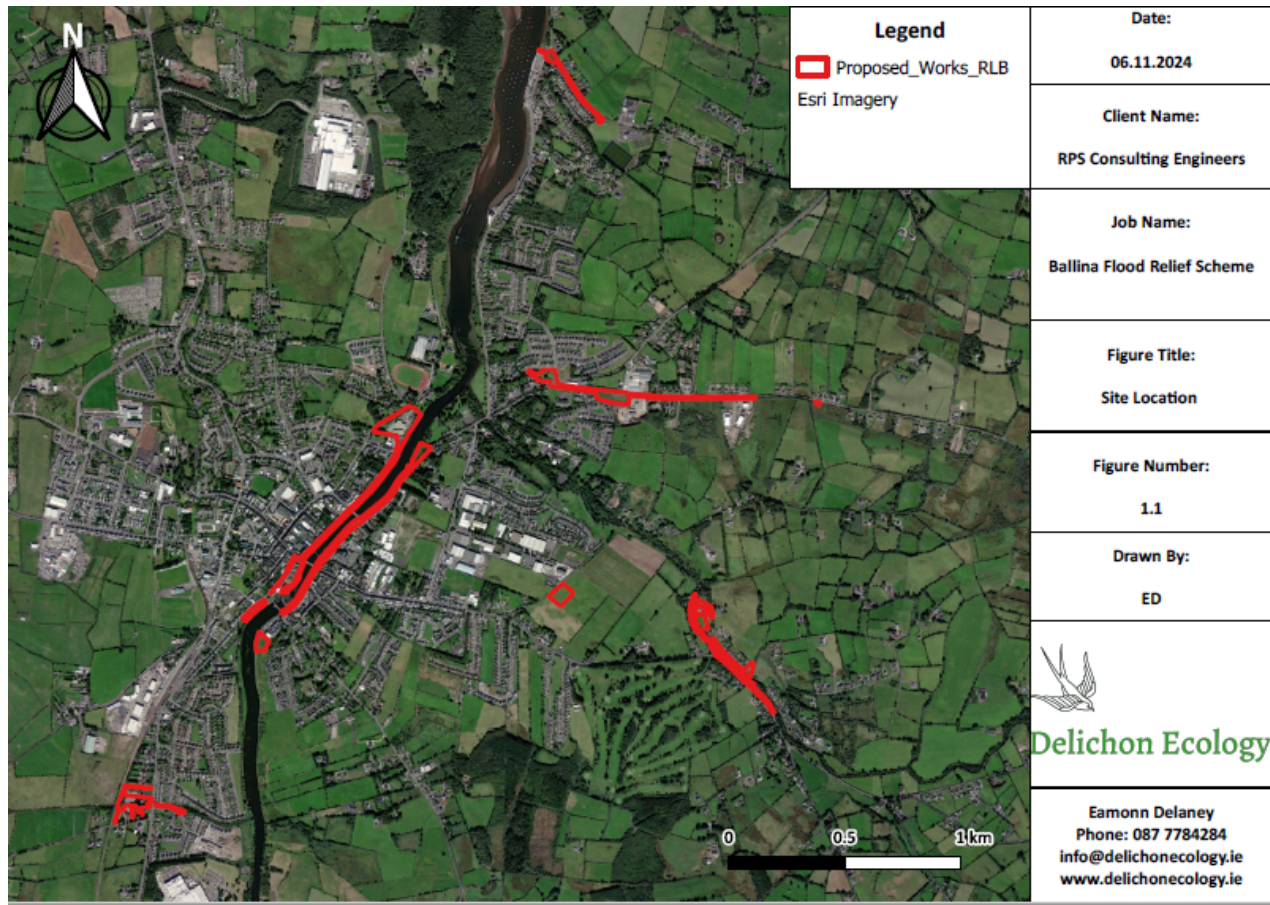 N
Legend
Proposed_Works_RLB
Esri Imagery
0 0.5 1 km
Date:
06.11.2024
Client Name:
RPS Consulting Engineers
Job Name:
Ballina Flood Relief Scheme
Figure Title:
Site Location
Figure Number:
1.1
Drawn By:
ED
Delichon Ecology
Eamonn Delaney
Phone: 087 7784284
info@delichonecology.ie
www.delichonecology.ie